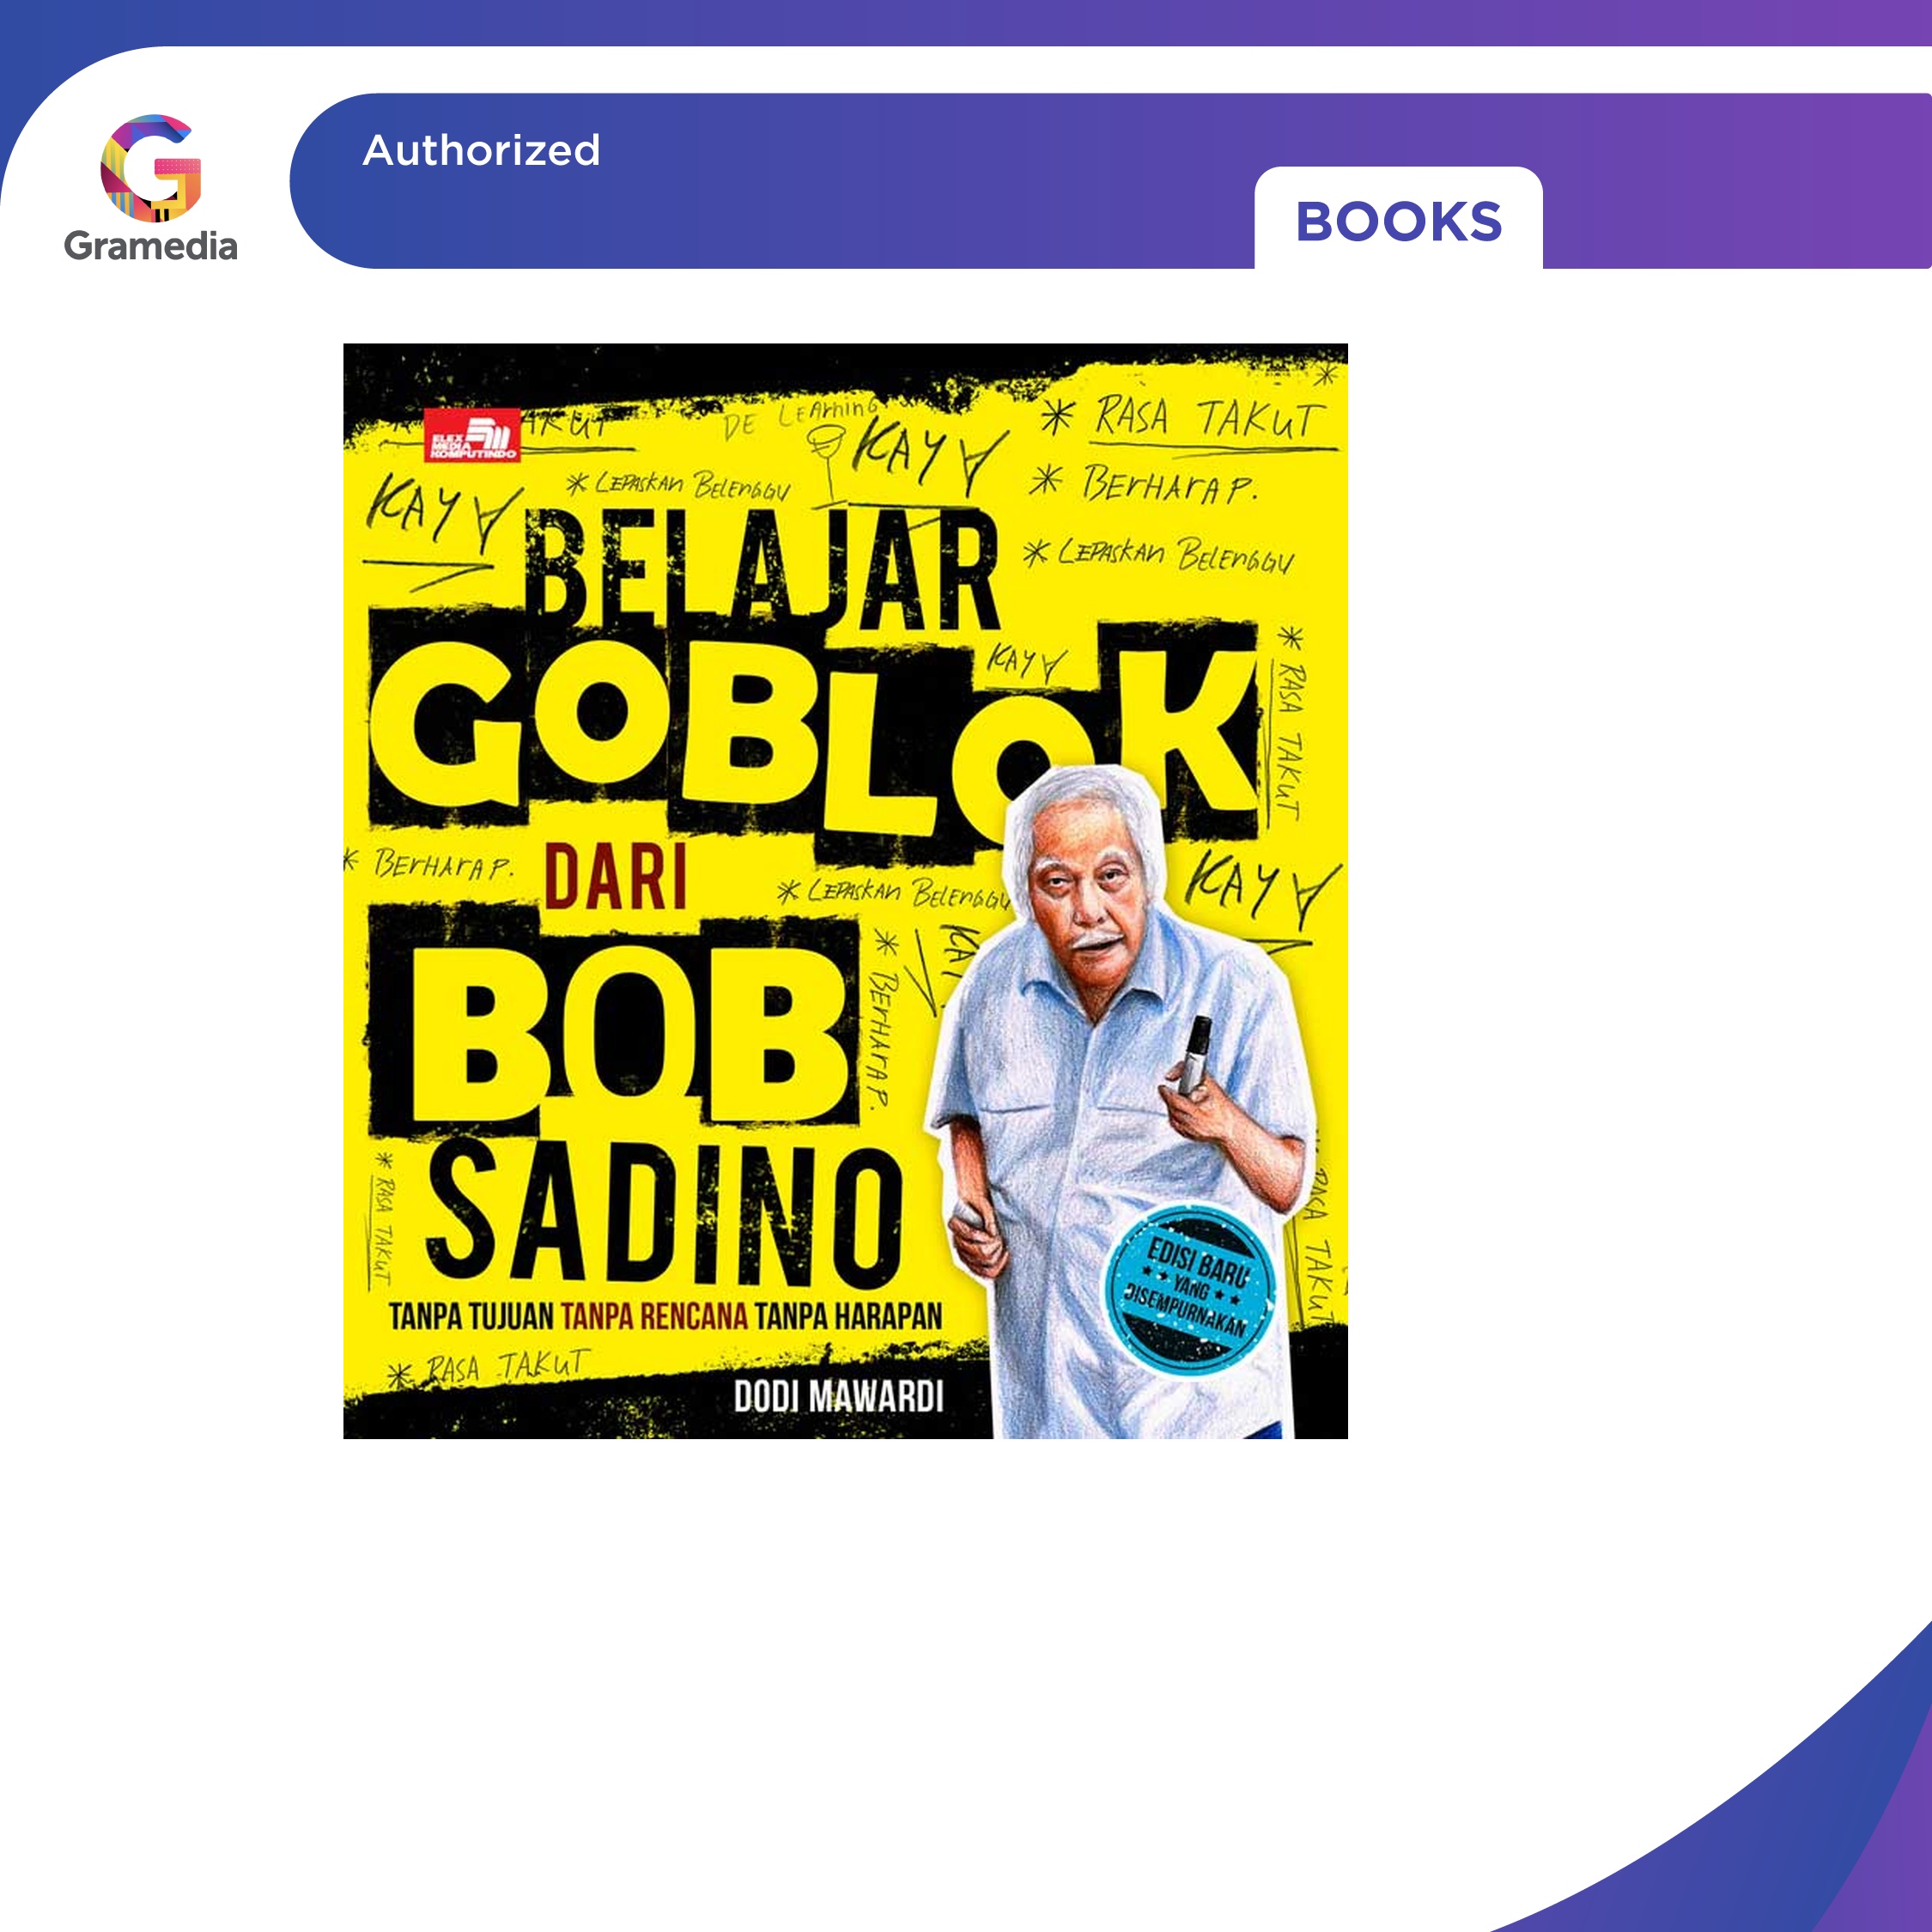 Authorized
Gramedia
BOOKS
ELEX
MEDIA
KOMPUTINDO
DE LEArhinG
KAYA
* RASA TAKUT
* LEPASKAN BELENGGU
* BErHArAP.
KAYA
BELAJAR
* LEPASKAN BELENGGU
GOBLOK
KAYA
* RASA TAKUT
* BErHArAP.
DARI
* LEPASKAN BELENGGU
KAYA
BOB
* BErHArAP.
SADINO
* RASA TAKUT
RASA TAKUT
EDISI BARU
YANG
DISEMPURNAKAN
TANPA TUJUAN TANPA RENCANA TANPA HARAPAN
* RASA TAKUT
DODI MAWARDI